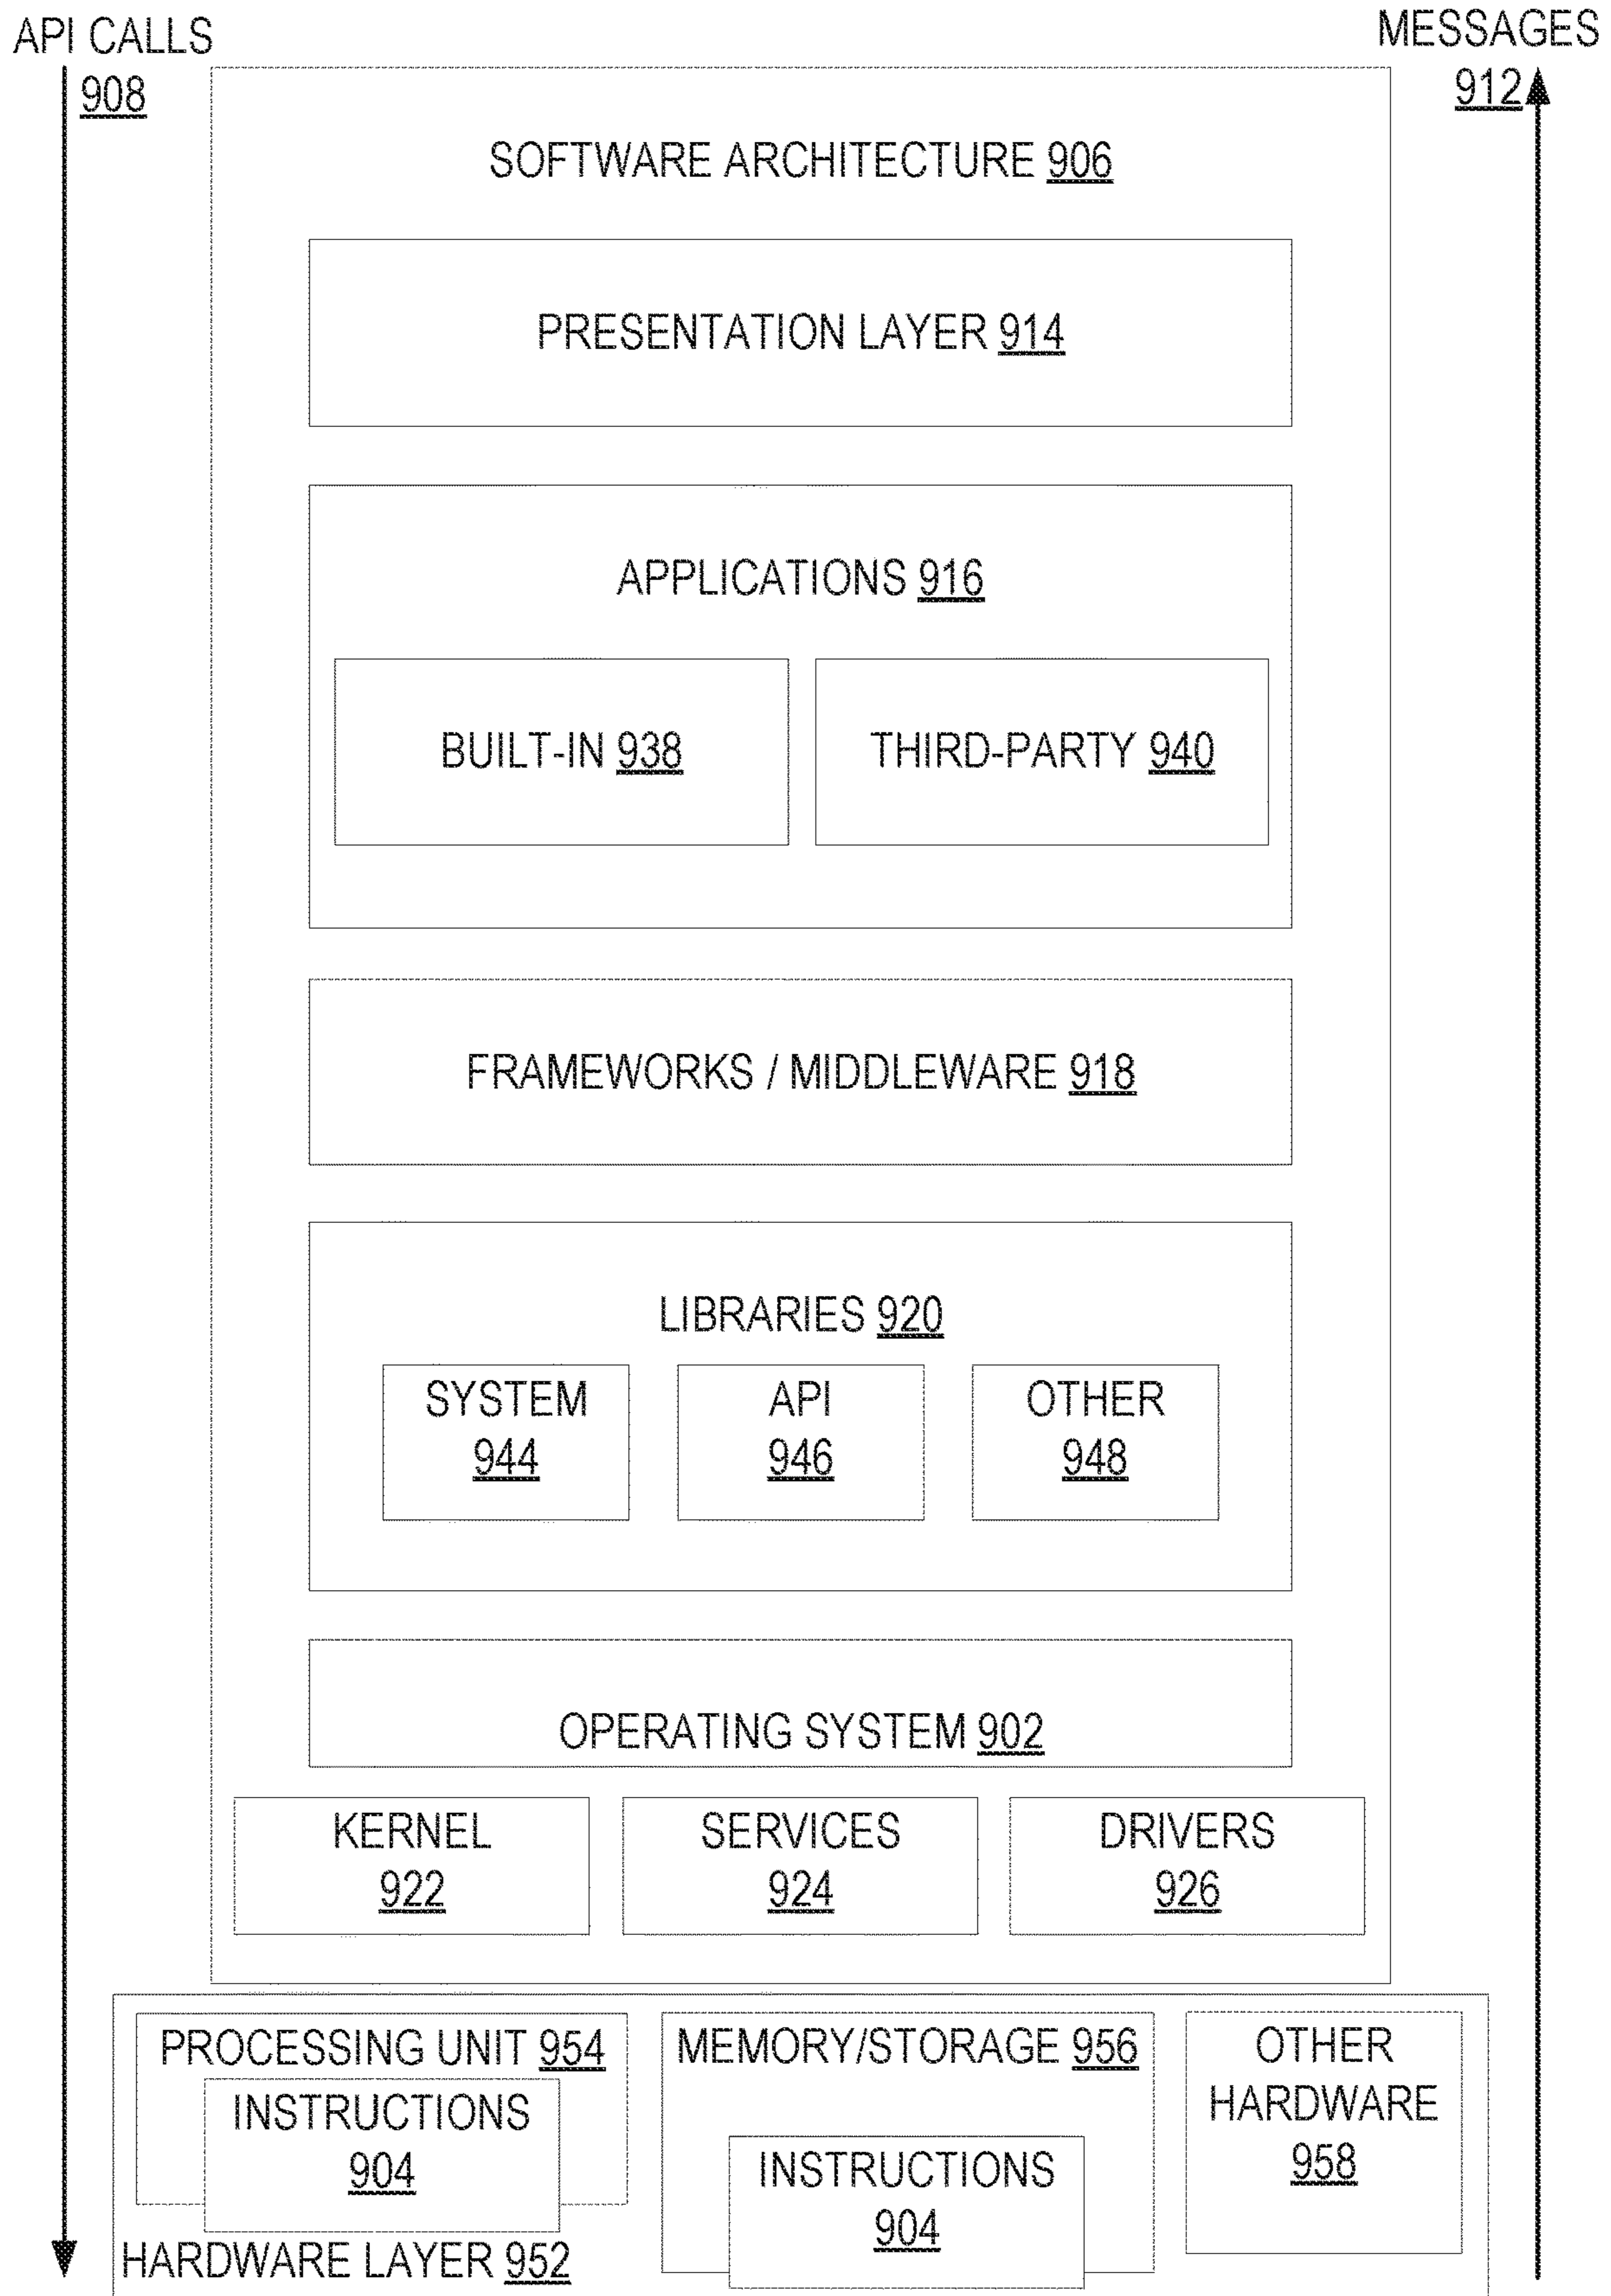 API CALLS
908
MESSAGES
912
SOFTWARE ARCHITECTURE 906
PRESENTATION LAYER 914
APPLICATIONS 916
BUILT-IN 938
THIRD-PARTY 940
FRAMEWORKS / MIDDLEWARE 918
LIBRARIES 920
SYSTEM
944
API
946
OTHER
948
OPERATING SYSTEM 902
KERNEL
922
SERVICES
924
DRIVERS
926
PROCESSING UNIT 954
INSTRUCTIONS
904
MEMORY/STORAGE 956
INSTRUCTIONS
904
OTHER
HARDWARE
958
HARDWARE LAYER 952